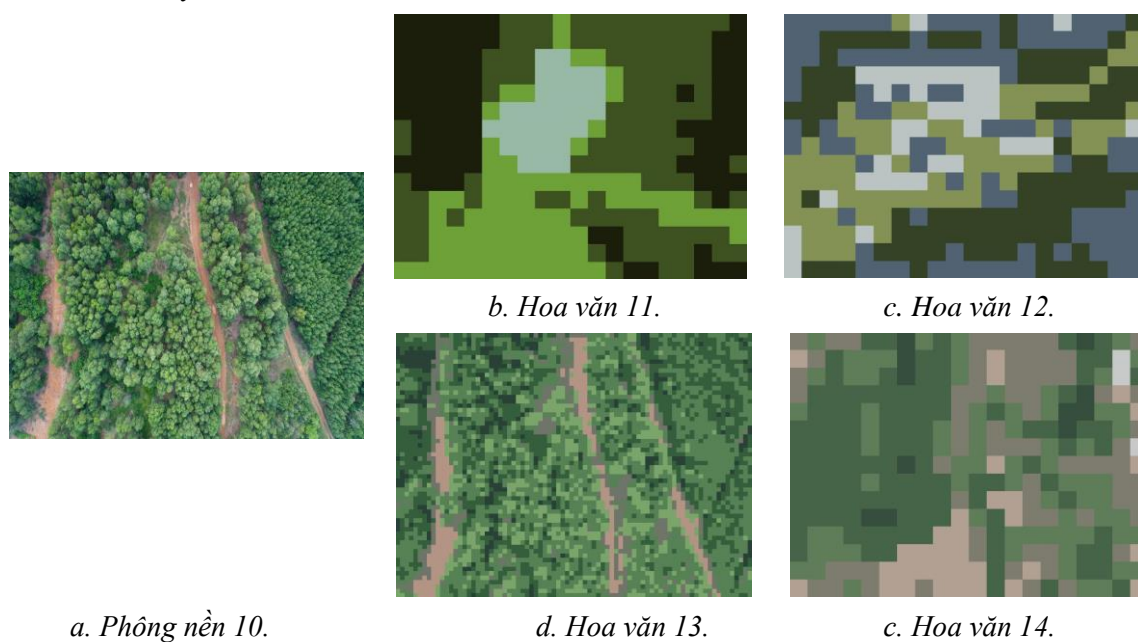 b. Hoa văn 11.
c. Hoa văn 12.
a. Phông nền 10.
d. Hoa văn 13.
c. Hoa văn 14.